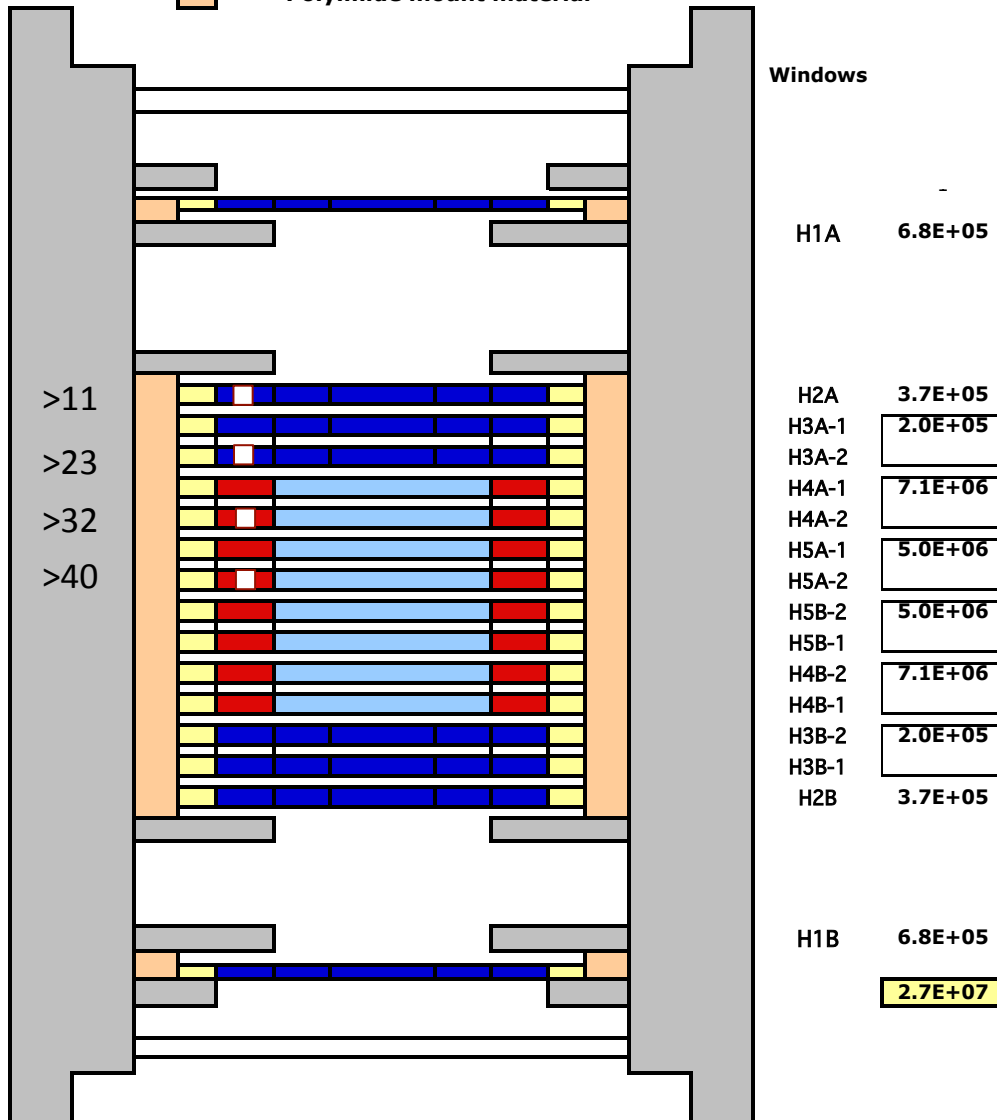 Polyimide mount material
Windows
H1A 6.8E+05
>11 H2A 3.7E+05
H3A-1 2.0E+05
>23 H3A-2
H4A-1 7.1E+06
>32 H4A-2
H5A-1 5.0E+06
>40 H5A-2
H5B-2 5.0E+06
H5B-1
H4B-2 7.1E+06
H4B-1
H3B-2 2.0E+05
H3B-1
H2B 3.7E+05
H1B 6.8E+05
2.7E+07